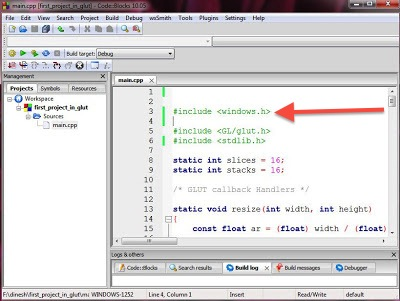 main.cpp [first_project_in_glut] - Code::Blocks 10.05
File Edit View Search Project Build Debug wxSmith Tools Plugins Settings Help
Build target: Debug
Management
Projects Symbols Resources
Workspace
first_project_in_glut
Sources
main.cpp
main.cpp
1
2
3 #include <windows.h>
4
5 #include <GL/glut.h>
6 #include <stdlib.h>
7
8 static int slices = 16;
9 static int stacks = 16;
10
11 /* GLUT callback Handlers */
12
13 static void resize(int width, int height)
14 {
15 const float ar = (float) width / (float)
Logs & others
Code::Blocks Search results Build log Build messages Debugger
F:\dinesh\first_project_in_glut\m WINDOWS-1252 Line 4, Column 1 Insert Read/Write default